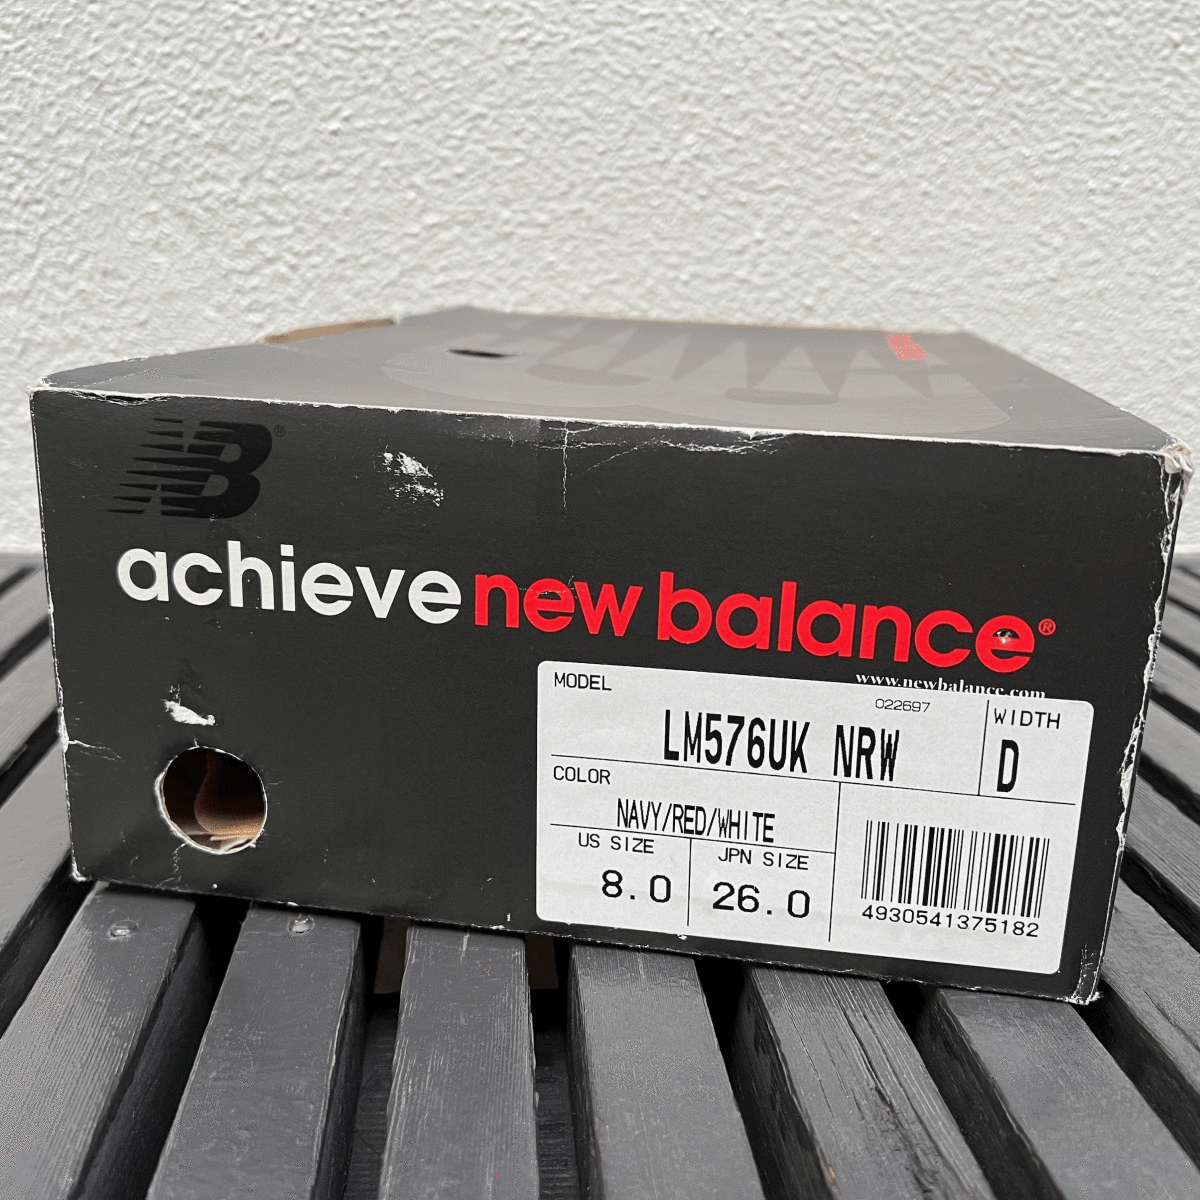 NB®
achieve new balance®
www.newbalance.com
MODEL
022697
LM576UK NRW
WIDTH
D
COLOR
NAVY/RED/WHITE
US SIZE
8.0
JPN SIZE
26.0
4930541375182